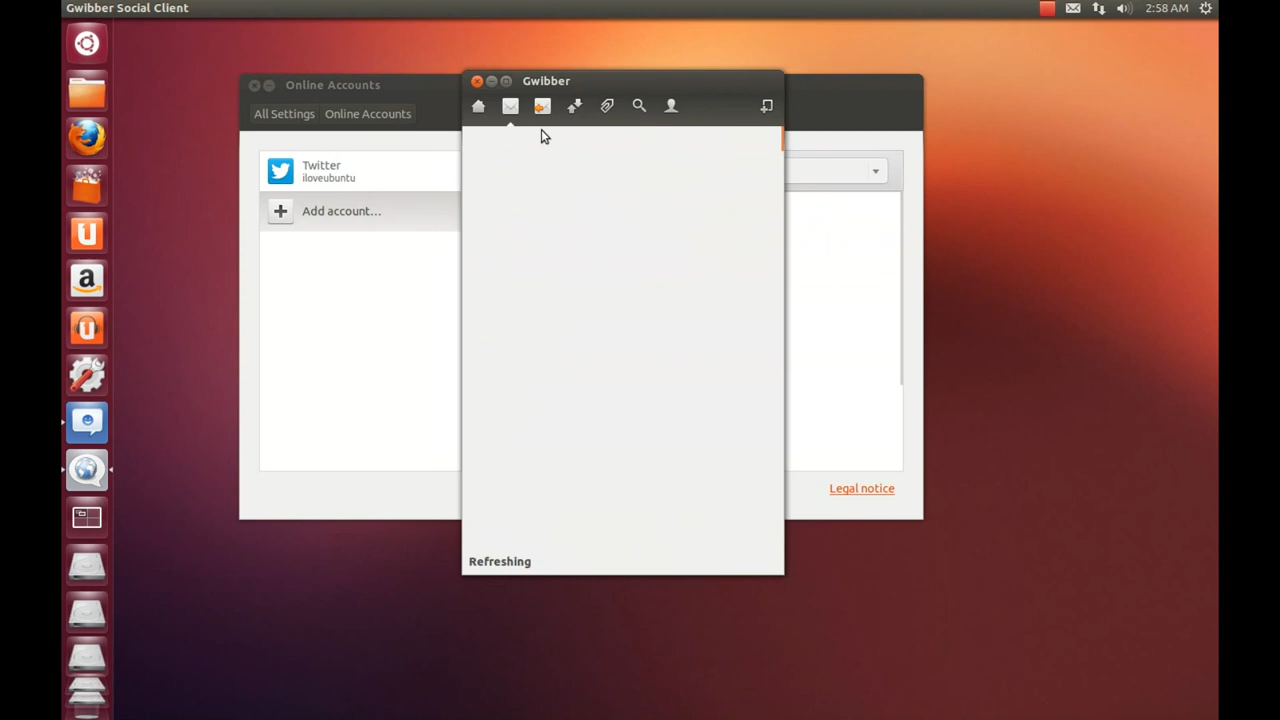 Gwibber Social Client
2:58 AM
Online Accounts
Gwibber
All Settings
Online Accounts
Twitter
iloveubuntu
Add account...
Legal notice
Refreshing